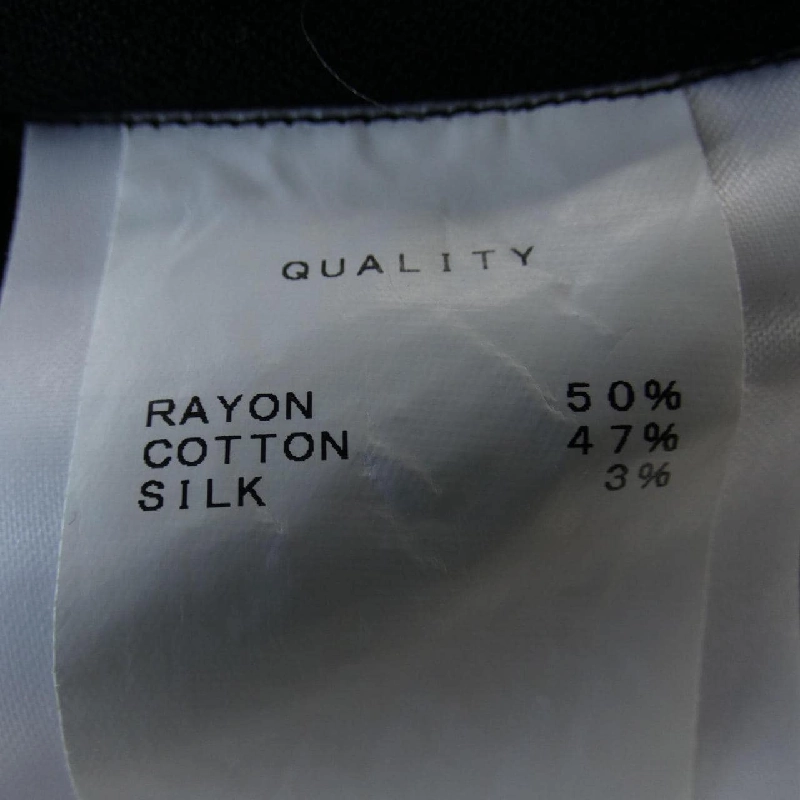 QUALITY
RAYON 50%
COTTON 47%
SILK 3%